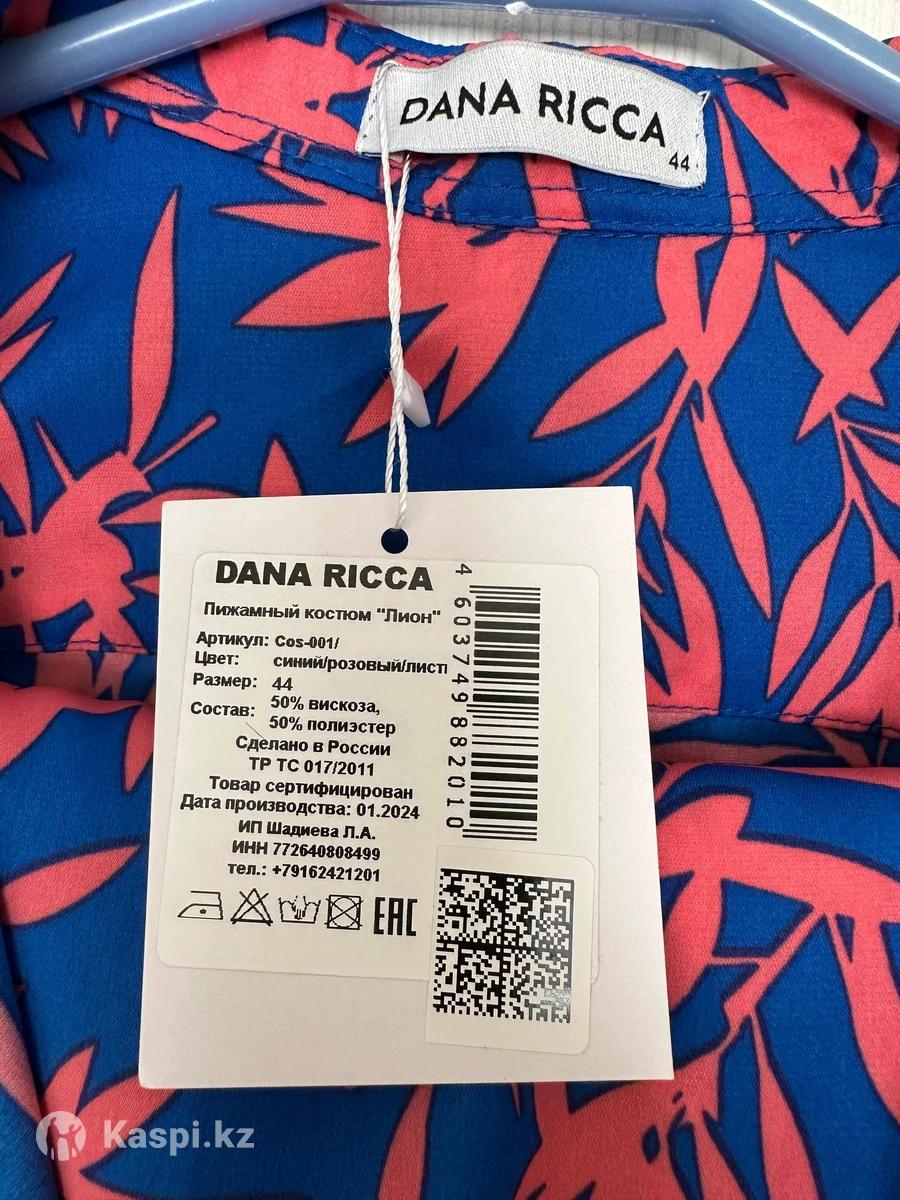 DANA RICCA
44
DANA RICCA
Пижамный костюм "Лион"
Артикул: Cos-001/
Цвет: синий/розовый/лист
Размер: 44
Состав: 50% вискоза,
50% полиэстер
Сделано в России
ТР ТС 017/2011
Товар сертифицирован
Дата производства: 01.2024
ИП Шадиева Л.А.
ИНН 772640808499
тел.: +79162421201
EAC
4 603749 882010
Kaspi.kz